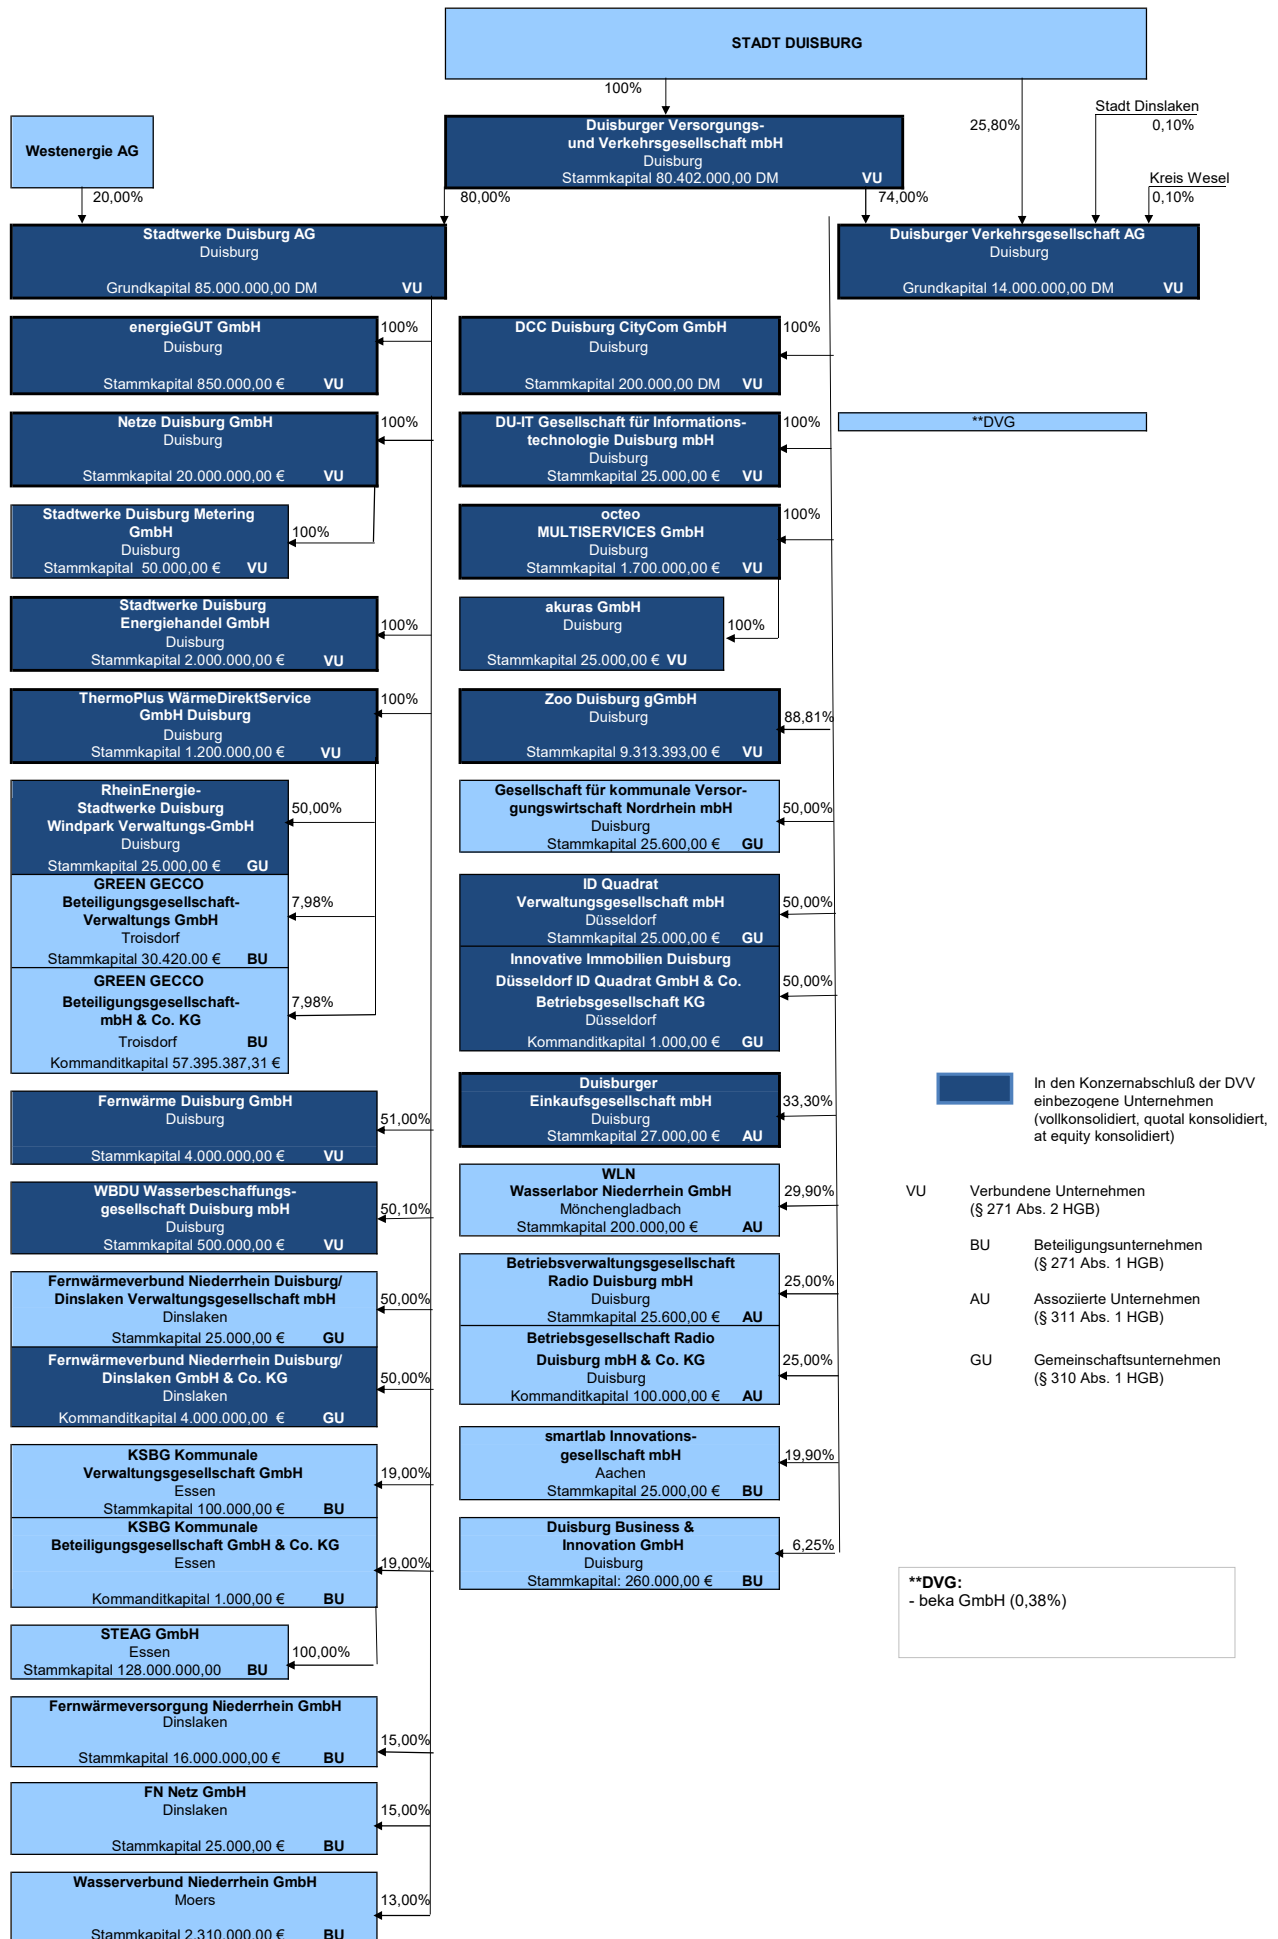 STADT DUISBURG
100%
25,80%
Stadt Dinslaken
0,10%
Kreis Wesel
0,10%
Westenergie AG
20,00%
Duisburger Versorgungs-
und Verkehrsgesellschaft mbH
Duisburg
Stammkapital 80.402.000,00 DM VU
80,00%
74,00%
Stadtwerke Duisburg AG
Duisburg
Grundkapital 85.000.000,00 DM VU
Duisburger Verkehrsgesellschaft AG
Duisburg
Grundkapital 14.000.000,00 DM VU
energieGUT GmbH
Duisburg
Stammkapital 850.000,00 € VU
100%
Netze Duisburg GmbH
Duisburg
Stammkapital 20.000.000,00 € VU
100%
Stadtwerke Duisburg Metering
GmbH
Duisburg
Stammkapital 50.000,00 € VU
100%
Stadtwerke Duisburg
Energiehandel GmbH
Duisburg
Stammkapital 2.000.000,00 € VU
100%
ThermoPlus WärmeDirektService
GmbH Duisburg
Duisburg
Stammkapital 1.200.000,00 € VU
100%
RheinEnergie-
Stadtwerke Duisburg
Windpark Verwaltungs-GmbH
Duisburg
Stammkapital 25.000,00 € GU
50,00%
GREEN GECCO
Beteiligungsgesellschaft-
Verwaltungs GmbH
Troisdorf
Stammkapital 30.420.00 € BU
7,98%
GREEN GECCO
Beteiligungsgesellschaft-
mbH & Co. KG
Troisdorf BU
Kommanditkapital 57.395.387,31 €
7,98%
Fernwärme Duisburg GmbH
Duisburg
Stammkapital 4.000.000,00 € VU
51,00%
WBDU Wasserbeschaffungs-
gesellschaft Duisburg mbH
Duisburg
Stammkapital 500.000,00 € VU
50,10%
Fernwärmeverbund Niederrhein Duisburg/
Dinslaken Verwaltungsgesellschaft mbH
Dinslaken
Stammkapital 25.000,00 € GU
50,00%
Fernwärmeverbund Niederrhein Duisburg/
Dinslaken GmbH & Co. KG
Dinslaken
Kommanditkapital 4.000.000,00 € GU
50,00%
KSBG Kommunale
Verwaltungsgesellschaft GmbH
Essen
Stammkapital 100.000,00 € BU
19,00%
KSBG Kommunale
Beteiligungsgesellschaft GmbH & Co. KG
Essen
Kommanditkapital 1.000,00 € BU
19,00%
STEAG GmbH
Essen
Stammkapital 128.000.000,00 BU
100,00%
Fernwärmeversorgung Niederrhein GmbH
Dinslaken
Stammkapital 16.000.000,00 € BU
15,00%
FN Netz GmbH
Dinslaken
Stammkapital 25.000,00 € BU
15,00%
Wasserverbund Niederrhein GmbH
Moers
Stammkapital 2.310.000,00 € BU
13,00%
DCC Duisburg CityCom GmbH
Duisburg
Stammkapital 200.000,00 DM VU
100%
DU-IT Gesellschaft für Informations-
technologie Duisburg mbH
Duisburg
Stammkapital 25.000,00 € VU
100%
octeo
MULTISERVICES GmbH
Duisburg
Stammkapital 1.700.000,00 € VU
100%
akuras GmbH
Duisburg
Stammkapital 25.000,00 € VU
100%
Zoo Duisburg gGmbH
Duisburg
Stammkapital 9.313.393,00 € VU
88,81%
Gesellschaft für kommunale Versor-
gungswirtschaft Nordrhein mbH
Duisburg
Stammkapital 25.600,00 € GU
50,00%
ID Quadrat
Verwaltungsgesellschaft mbH
Düsseldorf
Stammkapital 25.000,00 € GU
50,00%
Innovative Immobilien Duisburg
Düsseldorf ID Quadrat GmbH & Co.
Betriebsgesellschaft KG
Düsseldorf
Kommanditkapital 1.000,00 € GU
50,00%
Duisburger
Einkaufsgesellschaft mbH
Duisburg
Stammkapital 27.000,00 € AU
33,30%
WLN
Wasserlabor Niederrhein GmbH
Mönchengladbach
Stammkapital 200.000,00 € AU
29,90%
Betriebsverwaltungsgesellschaft
Radio Duisburg mbH
Duisburg
Stammkapital 25.600,00 € AU
25,00%
Betriebsgesellschaft Radio
Duisburg mbH & Co. KG
Duisburg
Kommanditkapital 100.000,00 € AU
25,00%
smartlab Innovations-
gesellschaft mbH
Aachen
Stammkapital 25.000,00 € BU
19,90%
Duisburg Business &
Innovation GmbH
Duisburg
Stammkapital: 260.000,00 € BU
6,25%
**DVG
In den Konzernabschluß der DVV
einbezogene Unternehmen
(vollkonsolidiert, quotal konsolidiert,
at equity konsolidiert)
VU Verbundene Unternehmen
(§ 271 Abs. 2 HGB)
BU Beteiligungsunternehmen
(§ 271 Abs. 1 HGB)
AU Assoziierte Unternehmen
(§ 311 Abs. 1 HGB)
GU Gemeinschaftsunternehmen
(§ 310 Abs. 1 HGB)
**DVG:
- beka GmbH (0,38%)